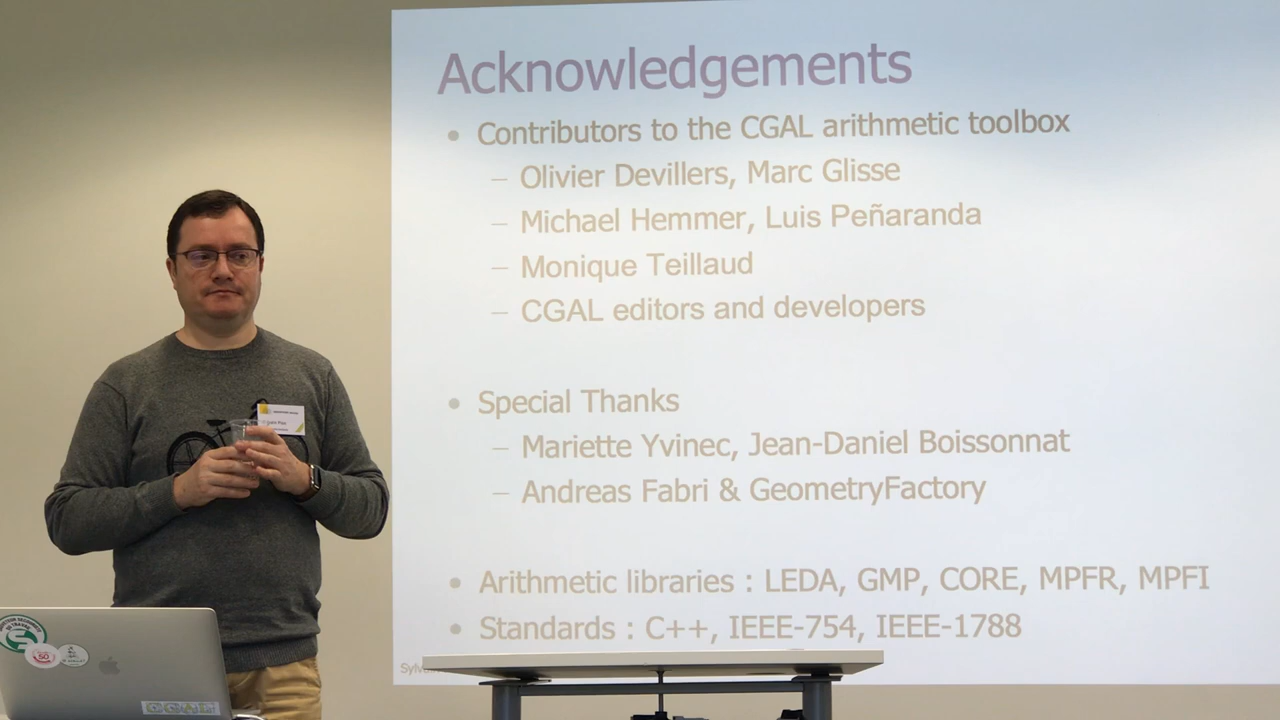 Acknowledgements
• Contributors to the CGAL arithmetic toolbox
– Olivier Devillers, Marc Glisse
– Michael Hemmer, Luis Peñaranda
– Monique Teillaud
– CGAL editors and developers
• Special Thanks
– Mariette Yvinec, Jean-Daniel Boissonnat
– Andreas Fabri & GeometryFactory
• Arithmetic libraries : LEDA, GMP, CORE, MPFR, MPFI
• Standards : C++, IEEE-754, IEEE-1788
CGAL